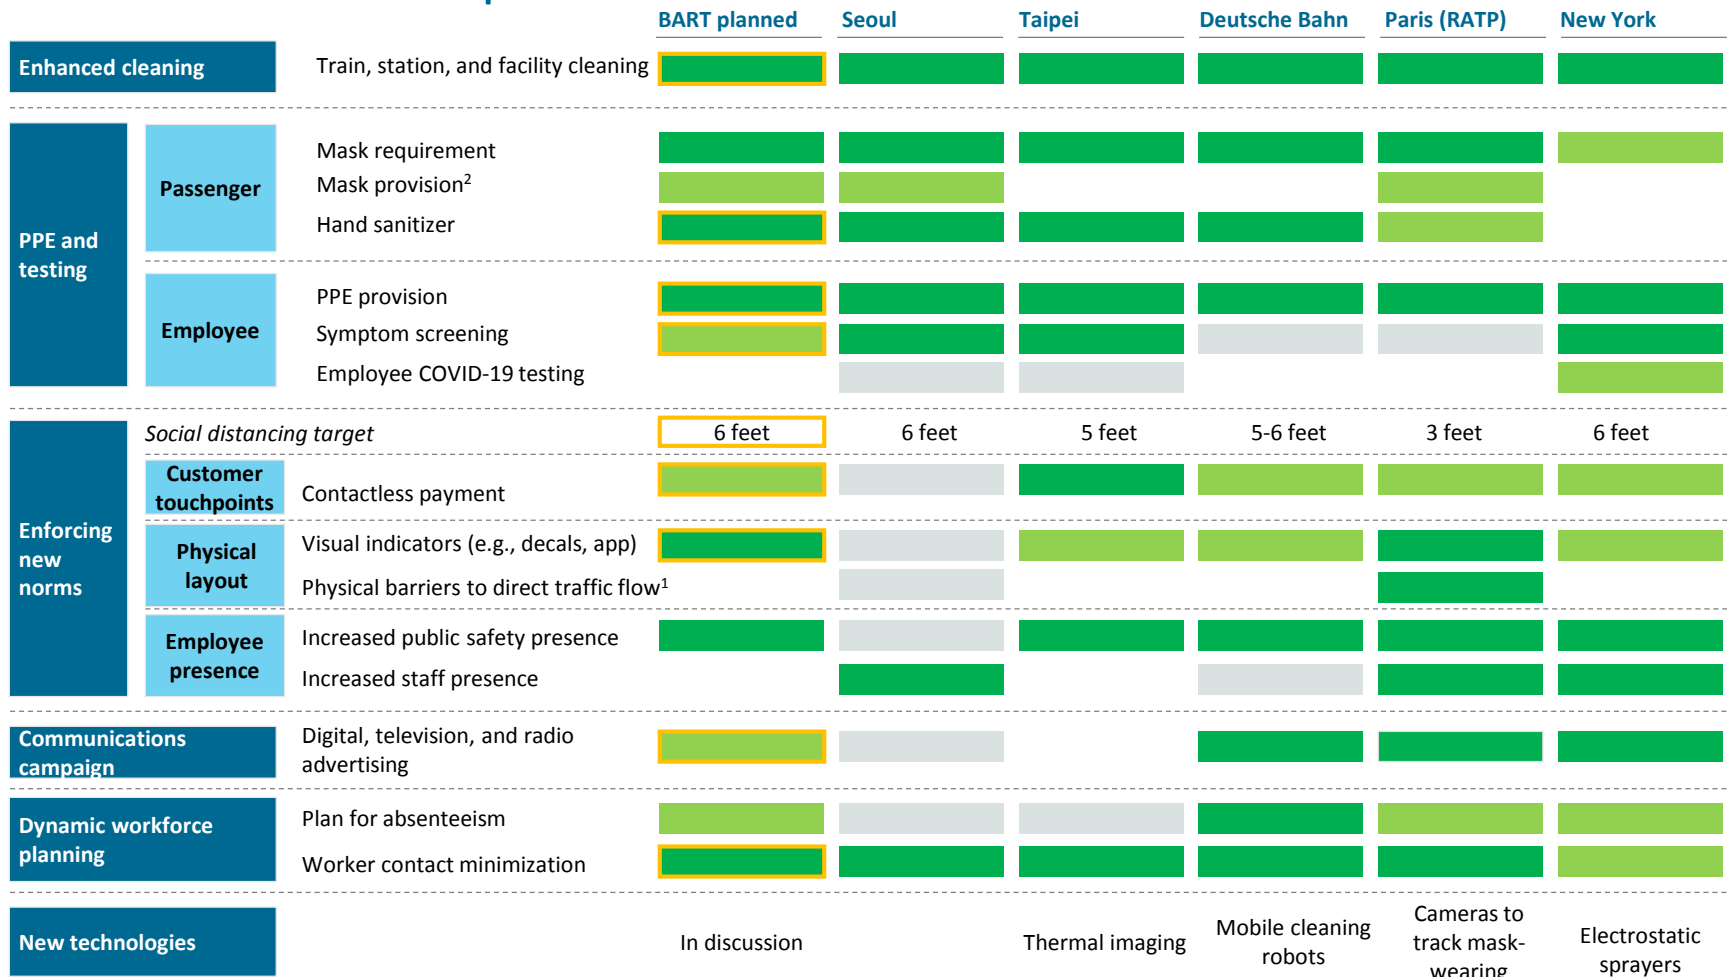 BART planned Seoul Taipei Deutsche Bahn Paris (RATP) New York
Enhanced cleaning Train, station, and facility cleaning
PPE and
testing
Passenger
Mask requirement
Mask provision2
Hand sanitizer
Employee
PPE provision
Symptom screening
Employee COVID-19 testing
Enforcing
new
norms
Social distancing target 6 feet 6 feet 5 feet 5-6 feet 3 feet 6 feet
Customer
touchpoints
Contactless payment
Physical
layout
Visual indicators (e.g., decals, app)
Physical barriers to direct traffic flow1
Employee
presence
Increased public safety presence
Increased staff presence
Communications
campaign
Digital, television, and radio
advertising
Dynamic workforce
planning
Plan for absenteeism
Worker contact minimization
New technologies
In discussion
Thermal imaging
Mobile cleaning
robots
Cameras to
track mask-
wearing
Electrostatic
sprayers